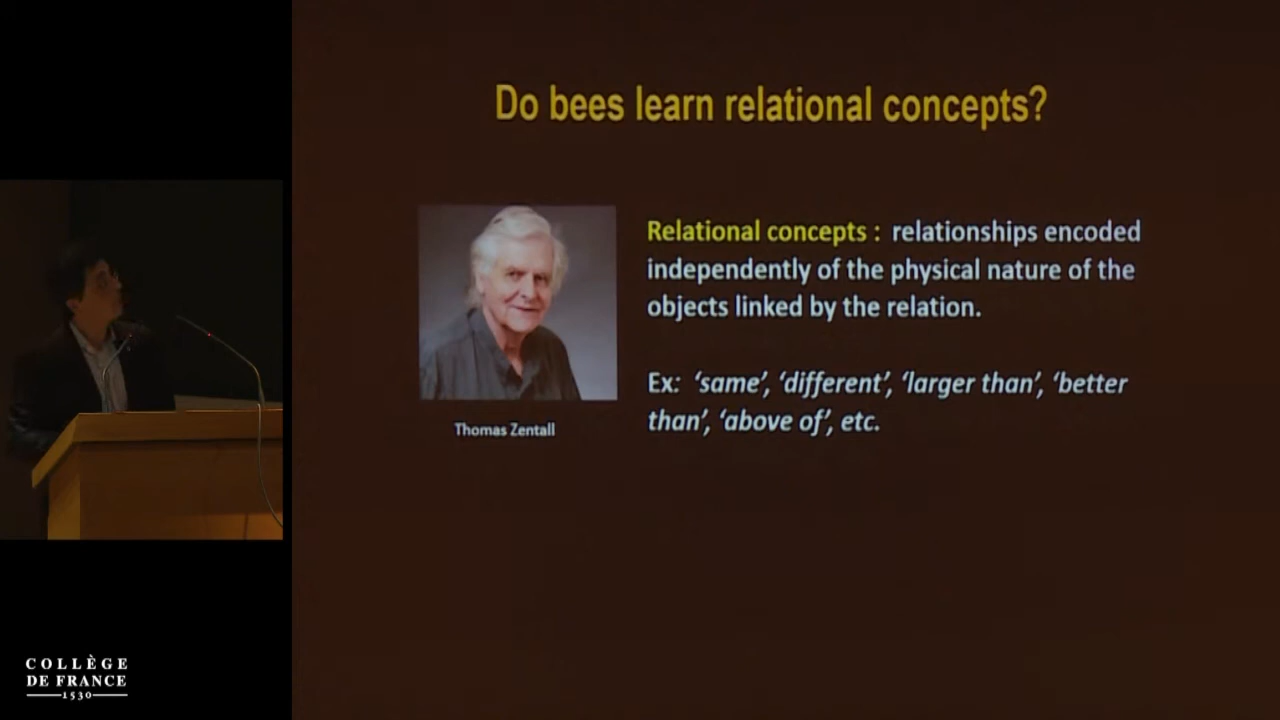 Do bees learn relational concepts?
Relational concepts : relationships encoded
independently of the physical nature of the
objects linked by the relation.
Ex: ‘same’, ‘different’, ‘larger than’, ‘better
than’, ‘above of’, etc.
Thomas Zentall
COLLÈGE
DE FRANCE
1530